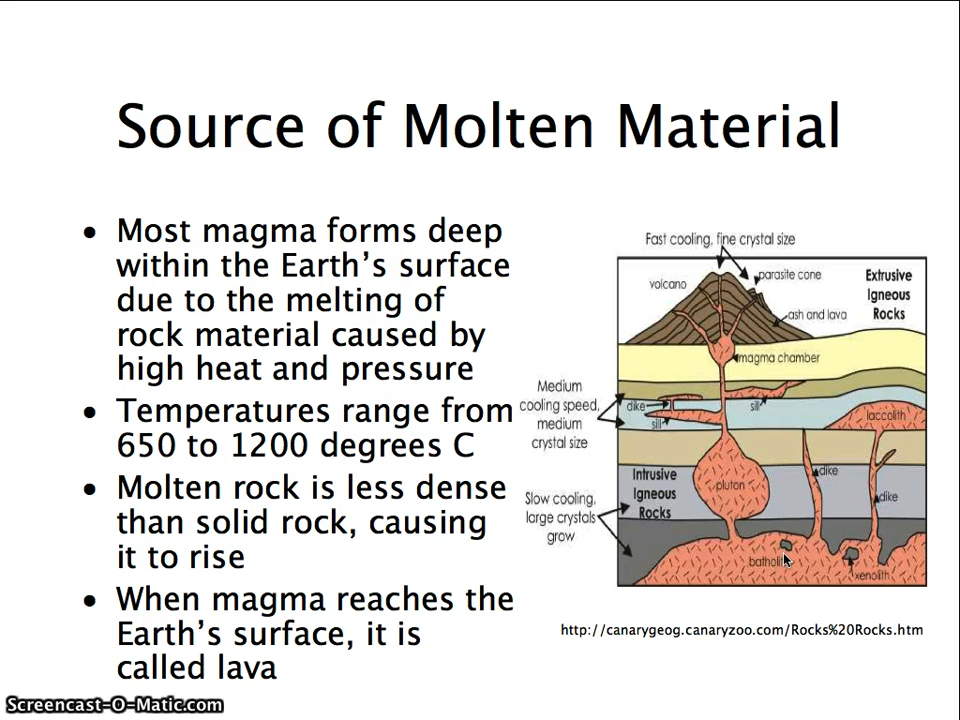 Source of Molten Material
• Most magma forms deep
within the Earth's surface
due to the melting of
rock material caused by
high heat and pressure
• Temperatures range from
650 to 1200 degrees C
• Molten rock is less dense
than solid rock, causing
it to rise
• When magma reaches the
Earth's surface, it is
called lava
Fast cooling, fine crystal size
volcano
parasite cone
Extrusive
Igneous
Rocks
ash and lava
magma chamber
Medium
cooling speed,
medium
crystal size
dike
sill
sill
laccolith
Intrusive
Igneous
Rocks
pluton
dike
dike
Slow cooling,
large crystals
grow
batholith
xenolith
http://canarygeog.canaryzoo.com/Rocks%20Rocks.htm
Screencast-O-Matic.com